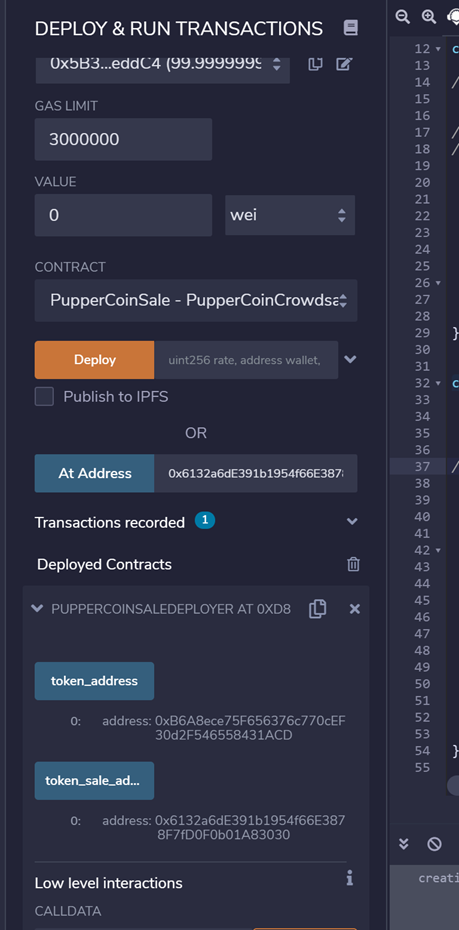 DEPLOY & RUN TRANSACTIONS
0x5B3...eddC4 (99.9999999
GAS LIMIT
3000000
VALUE
0
wei
CONTRACT
PupperCoinSale - PupperCoinCrowdsa
Deploy
uint256 rate, address wallet,
Publish to IPFS
OR
At Address
0x6132a6dE391b1954f66E387
Transactions recorded 1
Deployed Contracts
PUPPERCOINSALEDEPLOYER AT 0XD8
token_address
0: address: 0xB6A8ece75F656376c770cEF
30d2F546558431ACD
token_sale_ad...
0: address: 0x6132a6dE391b1954f66E387
8F7fD0F0b01A83030
Low level interactions
CALLDATA
12 c
13
14 /
15
16
17 /
18 /
19
20
21
22
23
24
25
26
27
28
29 }
30
31
32 c
33
34
35
36
37 /
38
39
40
41
42
43
44
45
46
47
48
49
50
51
52
53
54 }
55
creati